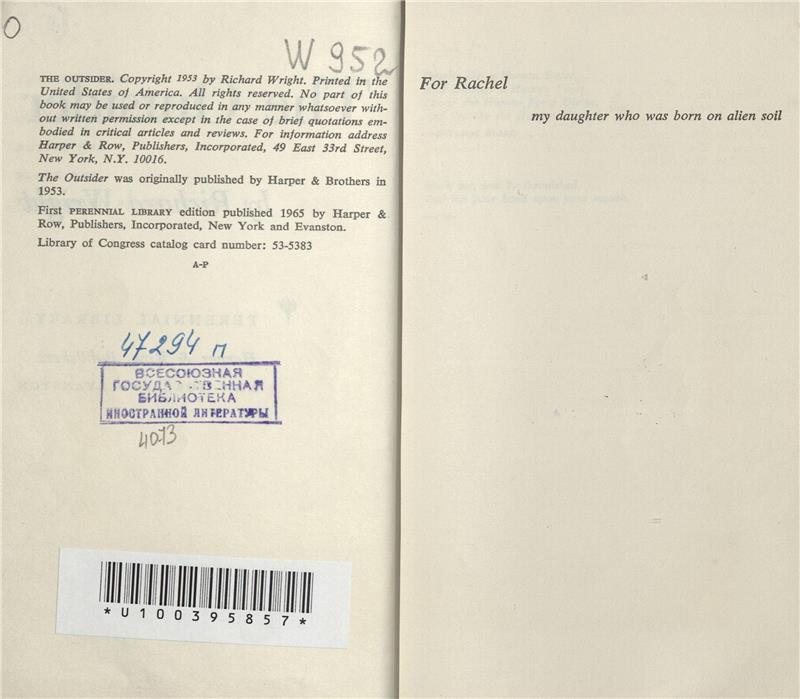 O
W 952
THE OUTSIDER. Copyright 1953 by Richard Wright. Printed in the
United States of America. All rights reserved. No part of this
book may be used or reproduced in any manner whatsoever with-
out written permission except in the case of brief quotations em-
bodied in critical articles and reviews. For information address
Harper & Row, Publishers, Incorporated, 49 East 33rd Street,
New York, N.Y. 10016.
The Outsider was originally published by Harper & Brothers in
1953.
First PERENNIAL LIBRARY edition published 1965 by Harper &
Row, Publishers, Incorporated, New York and Evanston.
Library of Congress catalog card number: 53-5383
A-P
47294 п
ВСЕСОЮЗНАЯ
ГОСУДАРСТВЕННАЯ
БИБЛИОТЕКА
ИНОСТРАННОЙ ЛИТЕРАТУРЫ
4073
*U100395857*
For Rachel
my daughter who was born on alien soil